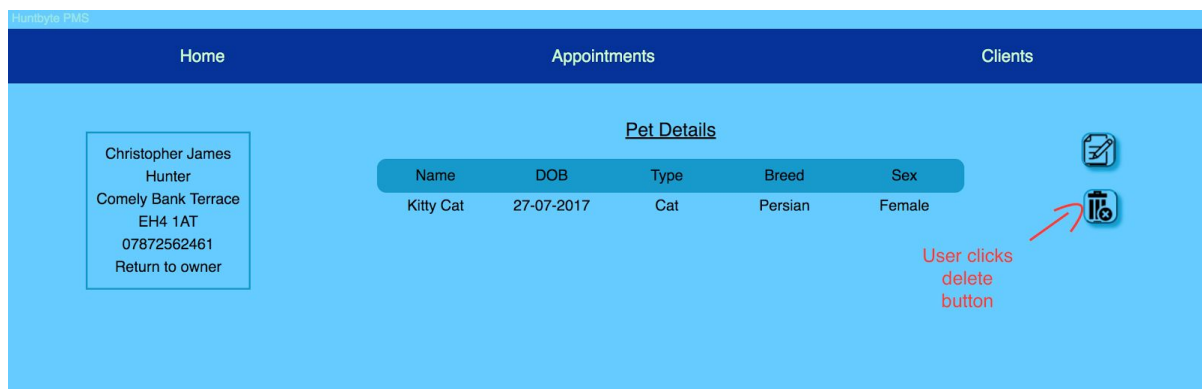 Huntbyte PMS
Home Appointments Clients
Christopher James
Hunter
Comely Bank Terrace
EH4 1AT
07872562461
Return to owner
Pet Details
Name DOB Type Breed Sex
Kitty Cat 27-07-2017 Cat Persian Female
User clicks
delete
button